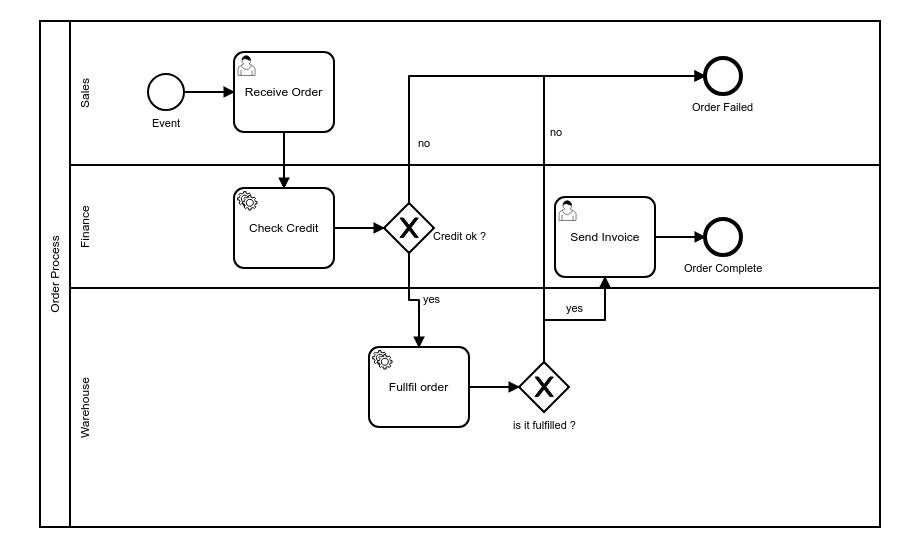 Order Process
Sales
Event
Receive Order
no
no
Order Failed
Finance
Check Credit
Credit ok ?
Send Invoice
Order Complete
yes
yes
Warehouse
Fullfil order
is it fulfilled ?